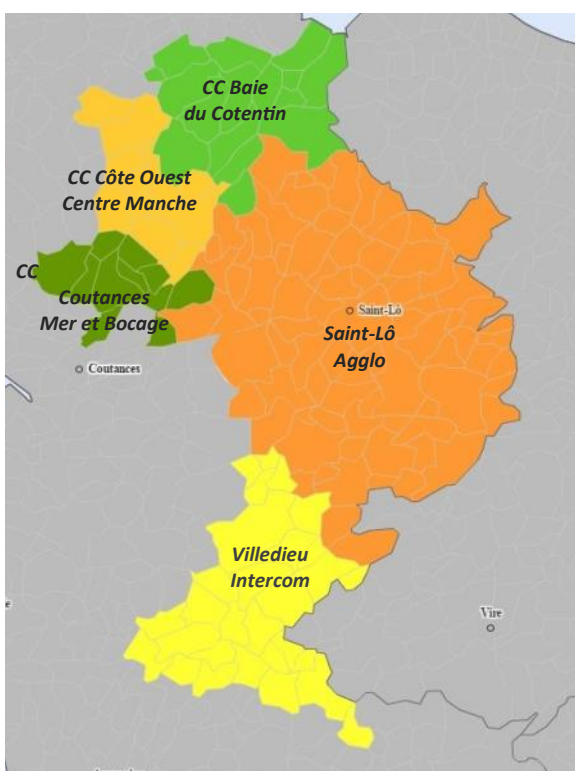 CC Baie
du Cotentin
CC Côte Ouest
Centre Manche
CC
Coutances
Mer et Bocage
Saint-Lô
Saint-Lô
Agglo
Coutances
Villedieu
Intercom
Vire